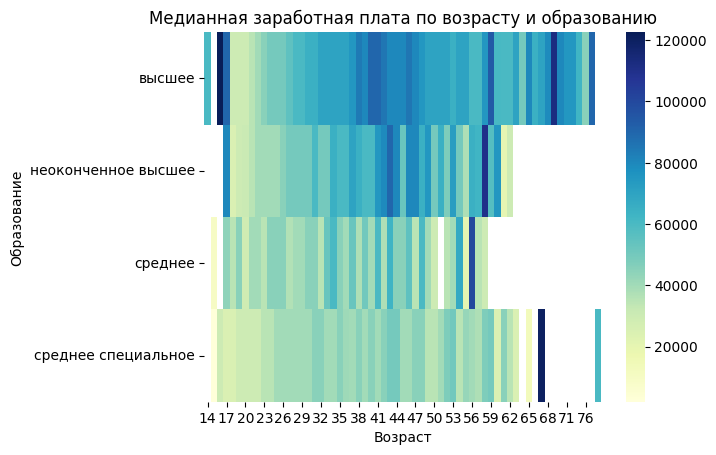 Медианная заработная плата по возрасту и образованию
Образование
высшее
неоконченное высшее
среднее
среднее специальное
14 17 20 23 26 29 32 35 38 41 44 47 50 53 56 59 62 65 68 71 76
Возраст
120000
100000
80000
60000
40000
20000